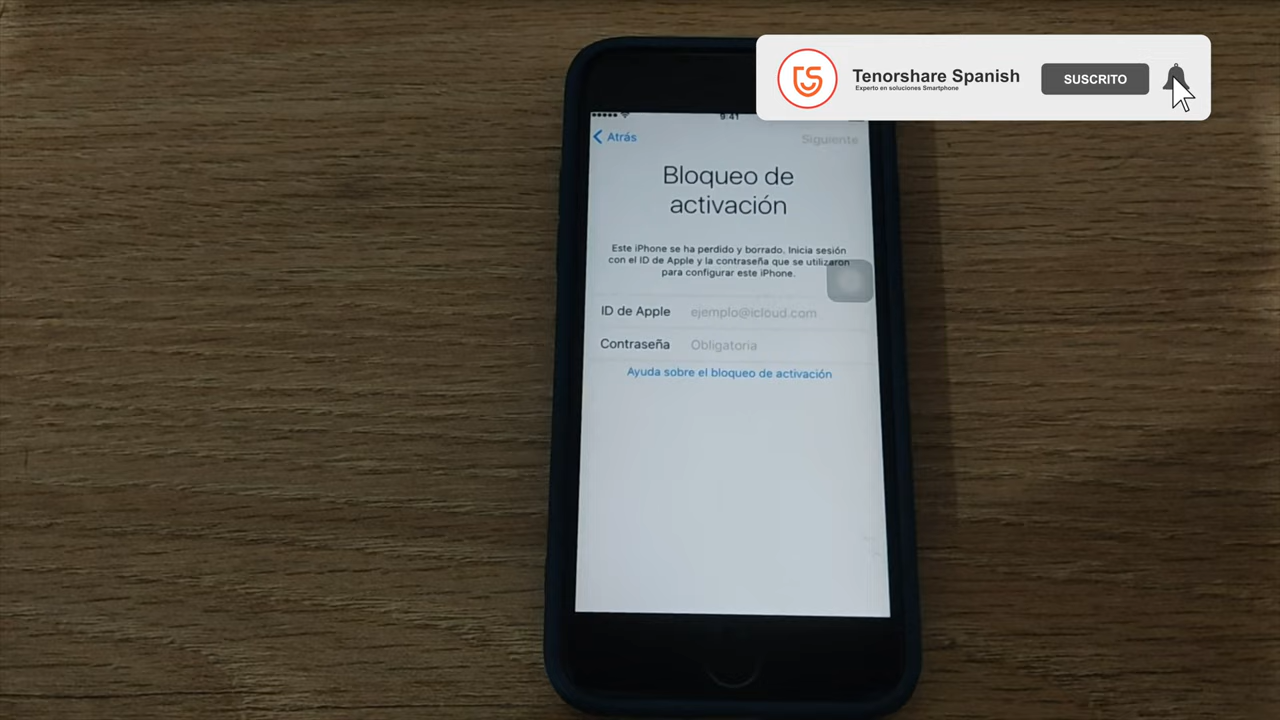 Tenorshare Spanish
Experto en soluciones Smartphone
SUSCRITO
9:41
Atrás
Siguiente
Bloqueo de
activación
Este iPhone se ha perdido y borrado. Inicia sesión
con el ID de Apple y la contraseña que se utilizaron
para configurar este iPhone.
ID de Apple ejemplo@icloud.com
Contraseña Obligatoria
Ayuda sobre el bloqueo de activación